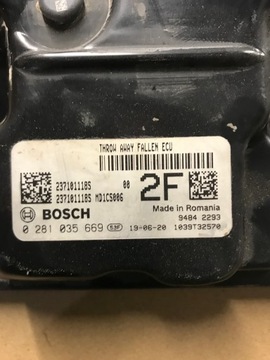 THROW AWAY FALLEN ECU
237101118S 00 2F
237101118S MD1CS006 Made in Romania
BOSCH 9484 2293
0 281 035 669 19-06-20 1039T32570